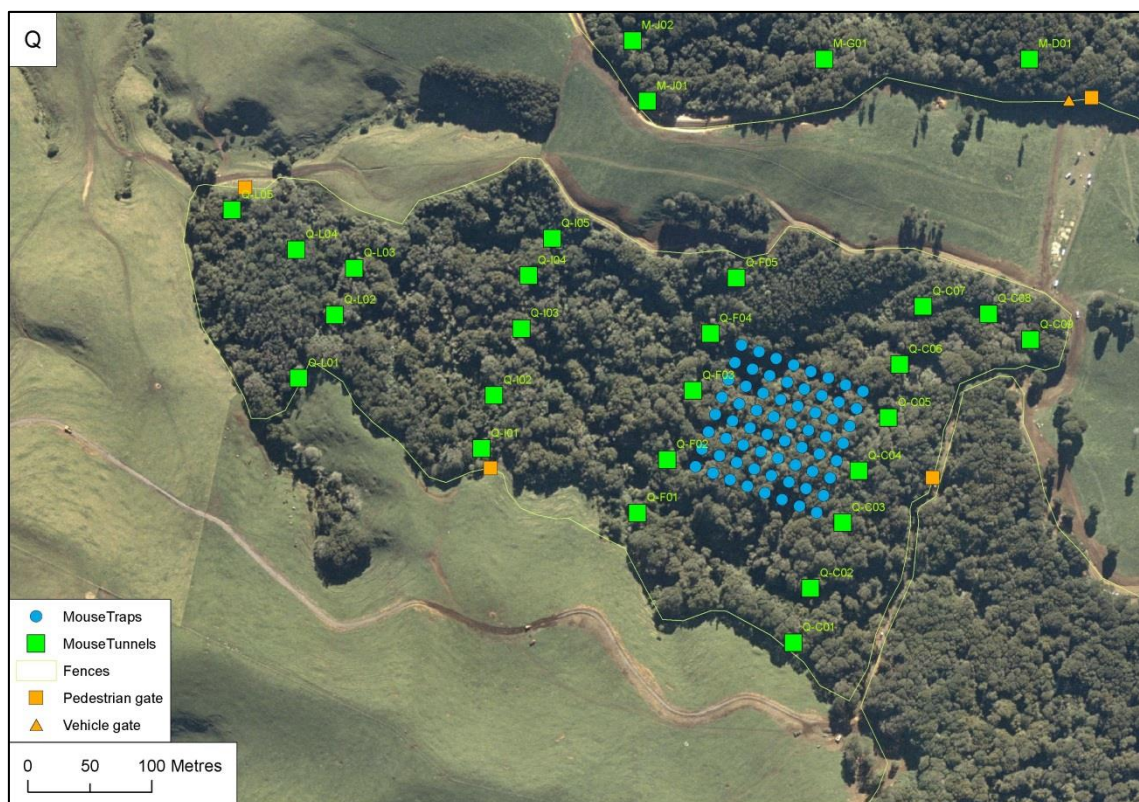 Q
M-J02
M-G01
M-D01
M-J01
Q-L05
Q-L04
Q-L03
Q-L02
Q-L01
Q-I05
Q-I04
Q-I03
Q-I02
Q-I01
Q-F05
Q-F04
Q-F03
Q-F02
Q-F01
Q-C07
Q-C08
Q-C09
Q-C06
Q-C05
Q-C04
Q-C03
Q-C02
Q-C01
MouseTraps
MouseTunnels
Fences
Pedestrian gate
Vehicle gate
0 50 100 Metres